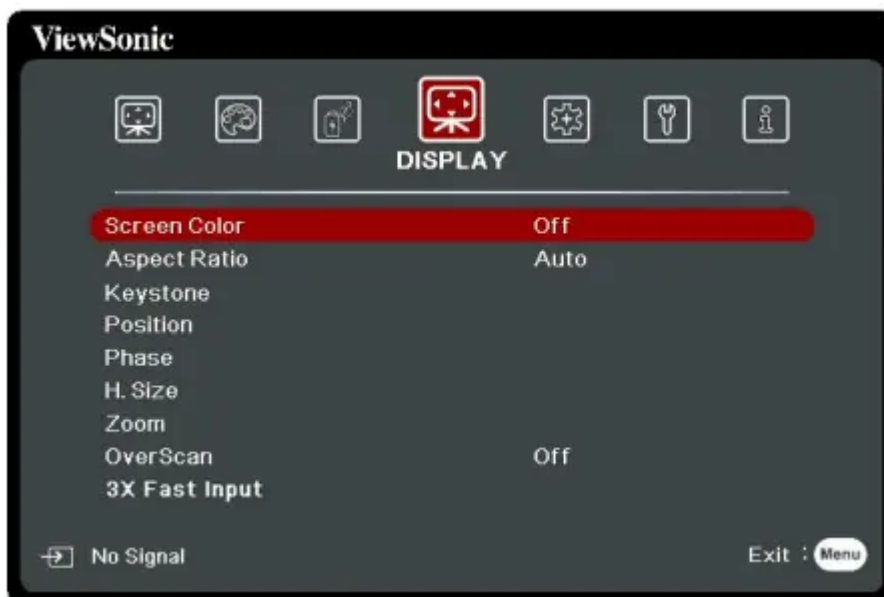 ViewSonic
DISPLAY
Screen Color Off
Aspect Ratio Auto
Keystone
Position
Phase
H. Size
Zoom
OverScan Off
3X Fast Input
No Signal Exit : Menu